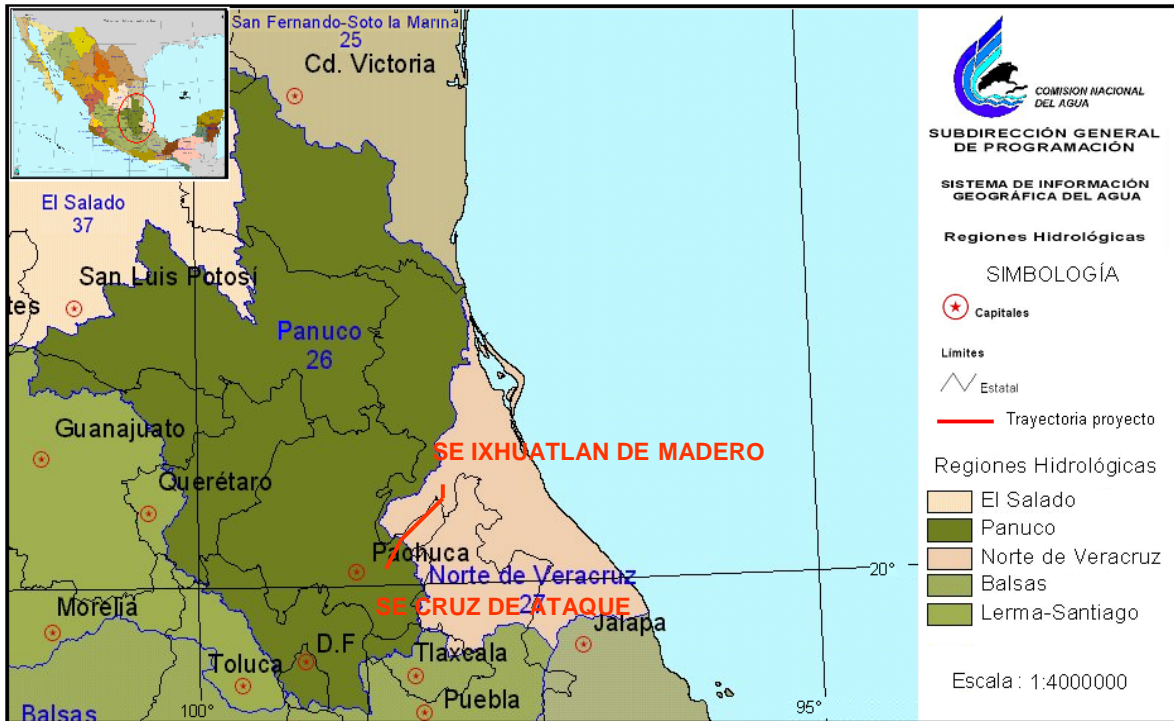 San Fernando-Soto la Marina
25
Cd. Victoria
El Salado
37
San Luis Potosí
tes
Panuco
26
Guanajuato
SE IXHUATLAN DE MADERO
Querétaro
Pachuca
Norte de Veracruz
27
20°
SE CRUZ DE ATAQUE
Morelia
Jalapa
D.F
Toluca
Tlaxcala
Puebla
Balsas
100°
95°
COMISION NACIONAL
DEL AGUA
SUBDIRECCIÓN GENERAL
DE PROGRAMACIÓN
SISTEMA DE INFORMACIÓN
GEOGRÁFICA DEL AGUA
Regiones Hidrológicas
SIMBOLOGÍA
Capitales
Límites
Estatal
Trayectoria proyecto
Regiones Hidrológicas
El Salado
Panuco
Norte de Veracruz
Balsas
Lerma-Santiago
Escala : 1:4000000